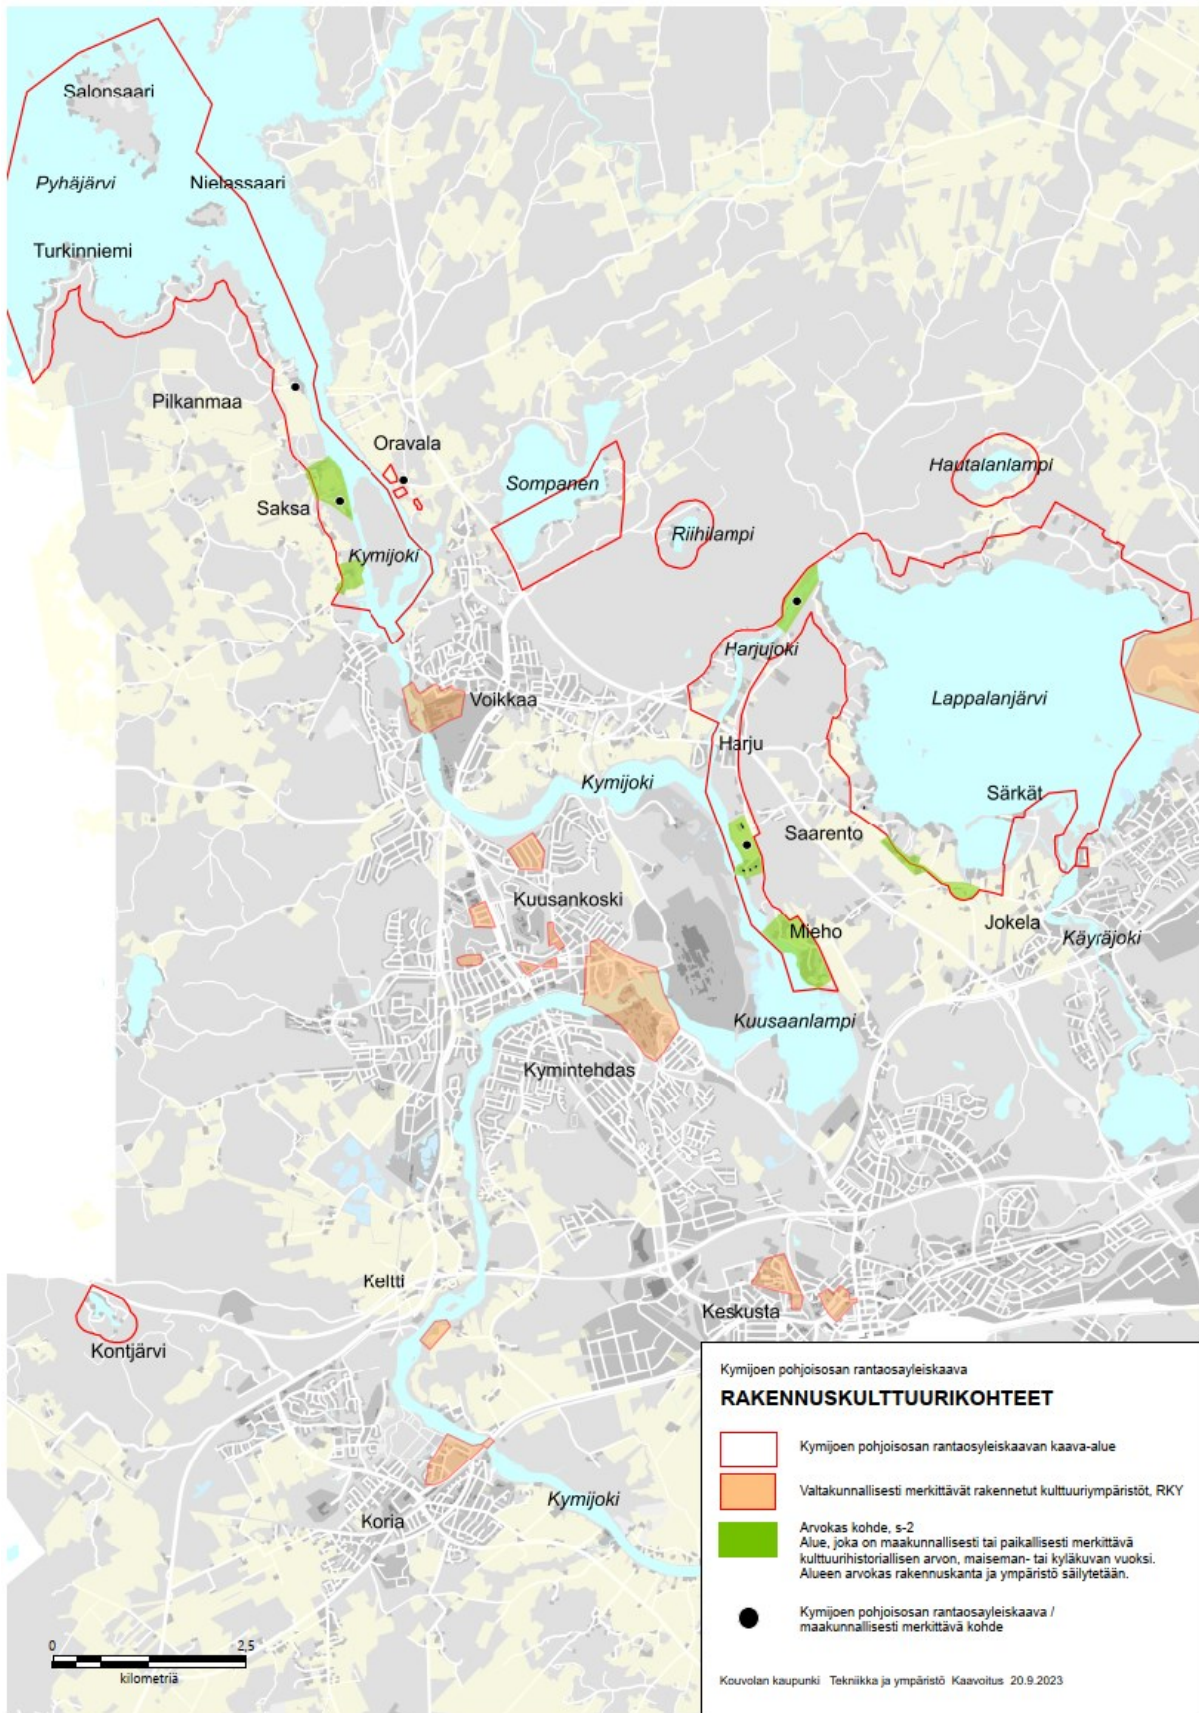 Salonsaari
Pyhäjärvi
Nielassaari
Turkinniemi
Pilkanmaa
Oravala
Sompanen
Hautalanlampi
Saksa
Riihilampi
Kymijoki
Harjujoki
Voikkaa
Lappalanjärvi
Harju
Kymijoki
Särkät
Saarento
Kuusankoski
Mieho
Jokela
Käyräjoki
Kuusaanlampi
Kymintehdas
Keltti
Keskusta
Kontjärvi
Kymijoki
Koria
Kymijoen pohjoisosan rantaosayleiskaava
RAKENNUSKULTTUURIKOHTEET
Kymijoen pohjoisosan rantaosyleiskaavan kaava-alue
Valtakunnallisesti merkittävät rakennetut kulttuuriympäristöt, RKY
Arvokas kohde, s-2
Alue, joka on maakunnallisesti tai paikallisesti merkittävä
kulttuurihistoriallisen arvon, maiseman- tai kyläkuvan vuoksi.
Alueen arvokas rakennuskanta ja ympäristö säilytetään.
Kymijoen pohjoisosan rantaosayleiskaava /
maakunnallisesti merkittävä kohde
0 2,5
kilometriä
Kouvolan kaupunki Tekniikka ja ympäristö Kaavoitus 20.9.2023